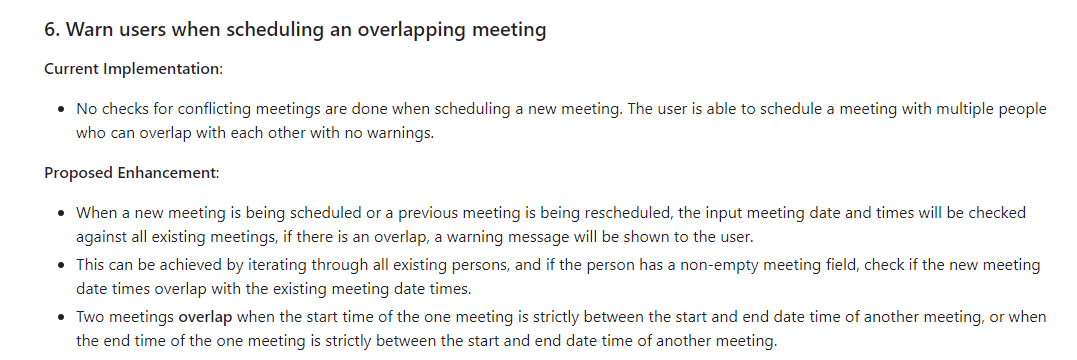 6. Warn users when scheduling an overlapping meeting
Current Implementation:
• No checks for conflicting meetings are done when scheduling a new meeting. The user is able to schedule a meeting with multiple people
who can overlap with each other with no warnings.
Proposed Enhancement:
• When a new meeting is being scheduled or a previous meeting is being rescheduled, the input meeting date and times will be checked
against all existing meetings, if there is an overlap, a warning message will be shown to the user.
• This can be achieved by iterating through all existing persons, and if the person has a non-empty meeting field, check if the new meeting
date times overlap with the existing meeting date times.
• Two meetings overlap when the start time of the one meeting is strictly between the start and end date time of another meeting, or when
the end time of the one meeting is strictly between the start and end date time of another meeting.